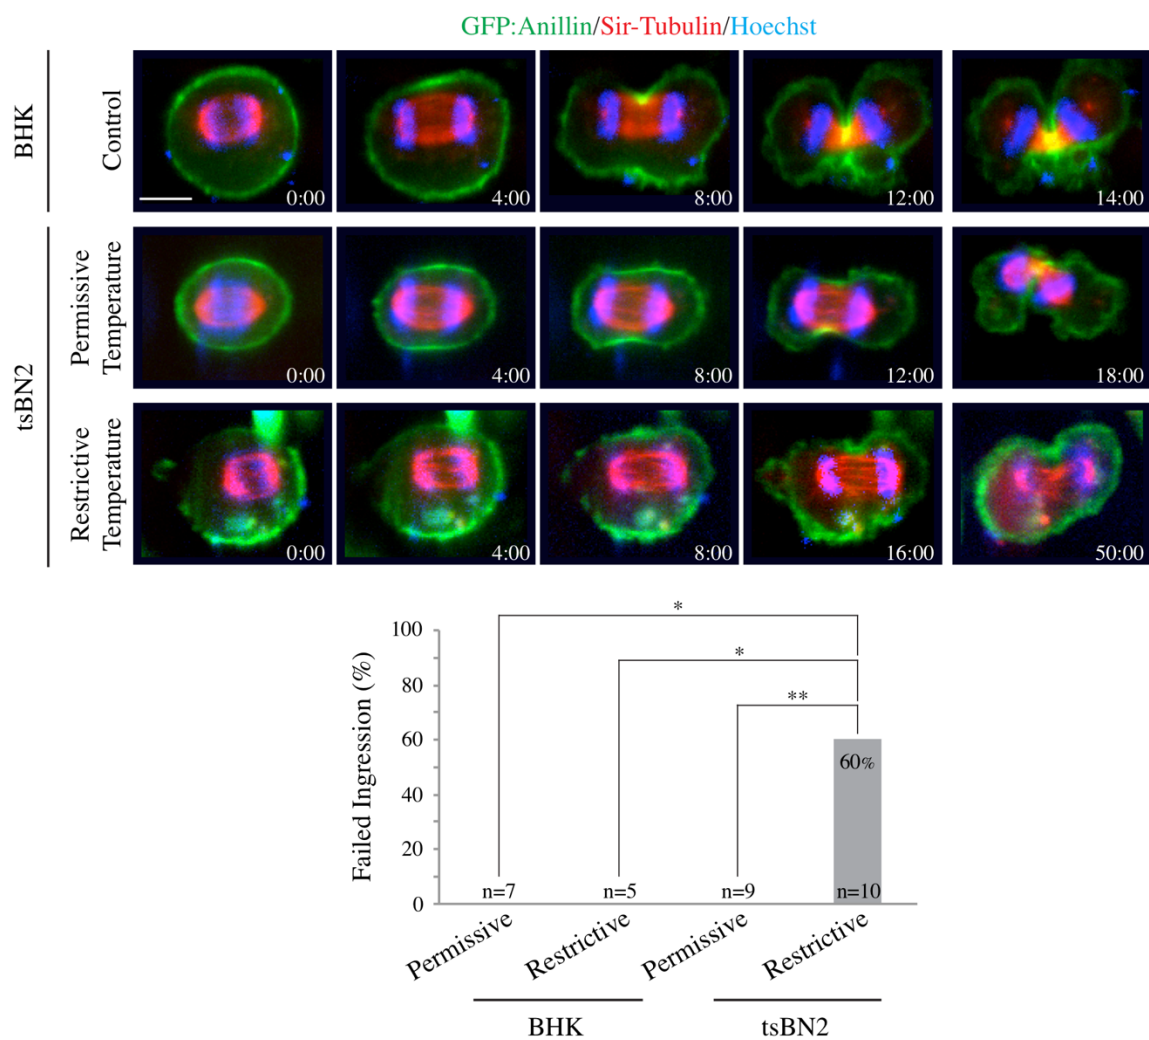 GFP:Anillin/Sir-Tubulin/Hoechst
BHK
Control
0:00
4:00
8:00
12:00
14:00
tsBN2
Permissive
Temperature
0:00
4:00
8:00
12:00
18:00
Restrictive
Temperature
0:00
4:00
8:00
16:00
50:00
Failed Ingression (%)
100
80
60
40
20
0
*
*
**
60%
n=7
n=5
n=9
n=10
Permissive
Restrictive
Permissive
Restrictive
BHK
tsBN2